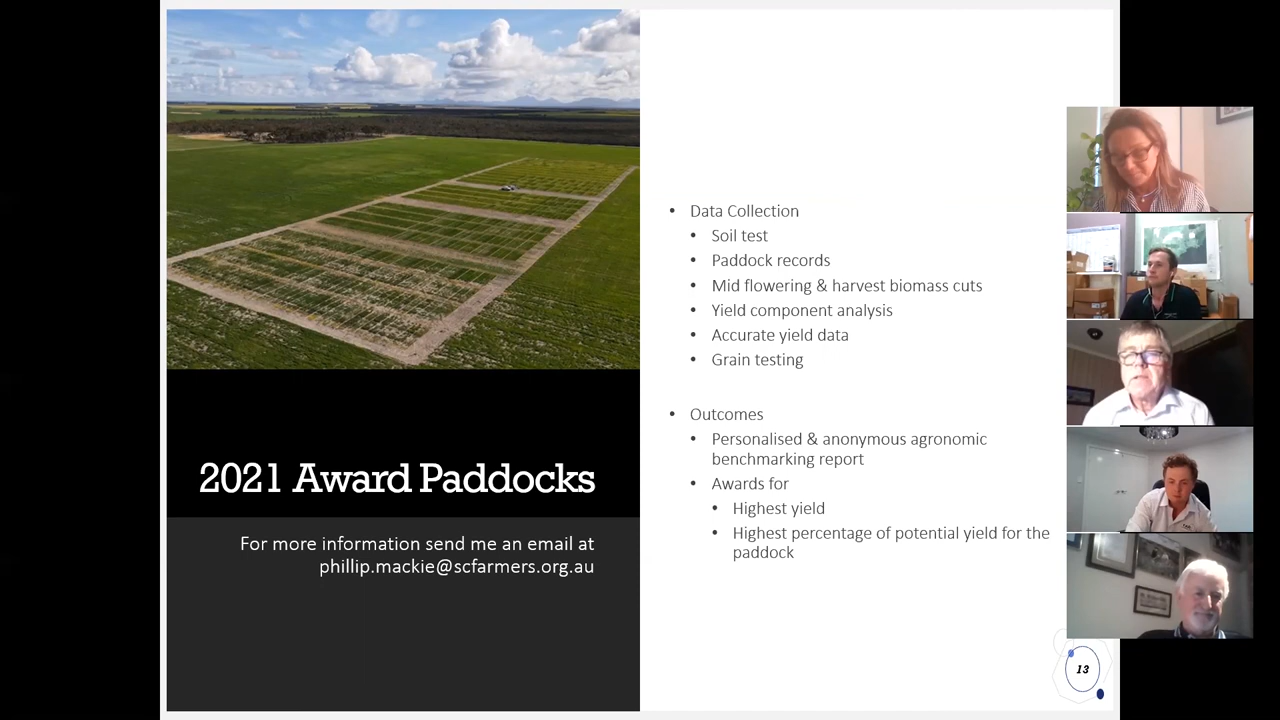 2021 Award Paddocks
For more information send me an email at
phillip.mackie@scfarmers.org.au
• Data Collection
• Soil test
• Paddock records
• Mid flowering & harvest biomass cuts
• Yield component analysis
• Accurate yield data
• Grain testing
• Outcomes
• Personalised & anonymous agronomic
benchmarking report
• Awards for
• Highest yield
• Highest percentage of potential yield for the
paddock
13